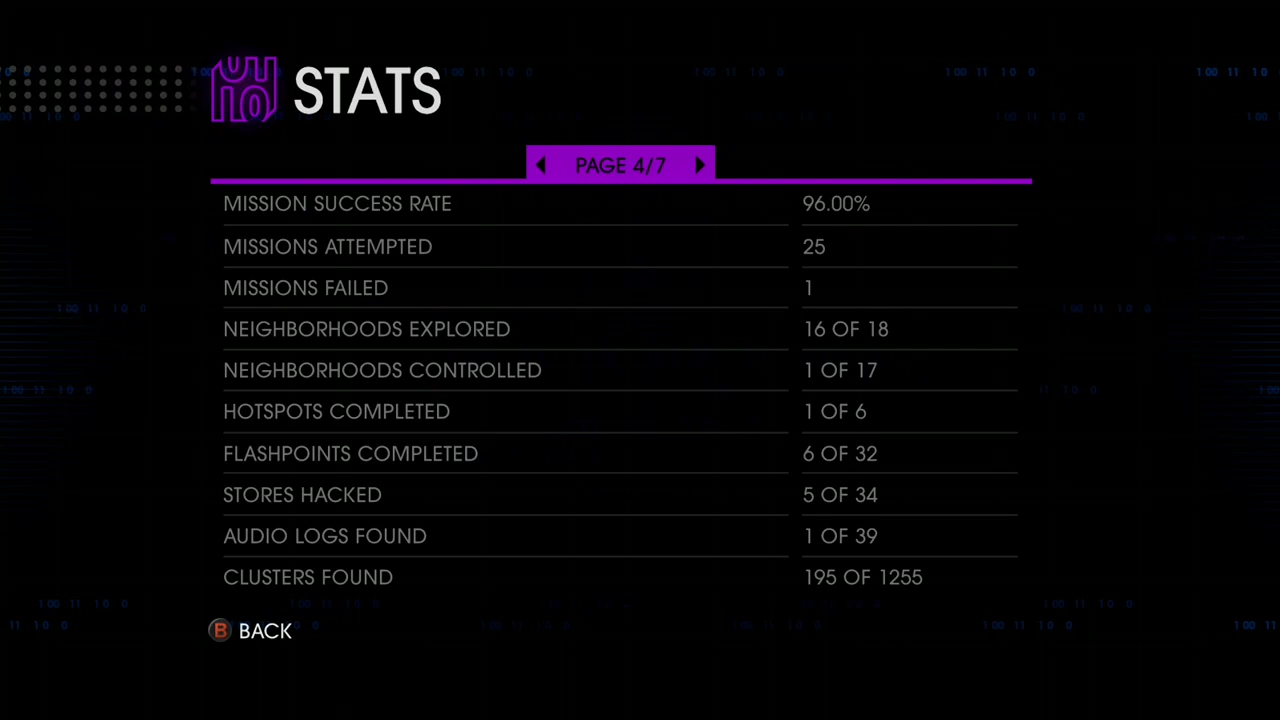 STATS
PAGE 4/7
MISSION SUCCESS RATE 96.00%
MISSIONS ATTEMPTED 25
MISSIONS FAILED 1
NEIGHBORHOODS EXPLORED 16 OF 18
NEIGHBORHOODS CONTROLLED 1 OF 17
HOTSPOTS COMPLETED 1 OF 6
FLASHPOINTS COMPLETED 6 OF 32
STORES HACKED 5 OF 34
AUDIO LOGS FOUND 1 OF 39
CLUSTERS FOUND 195 OF 1255
B BACK